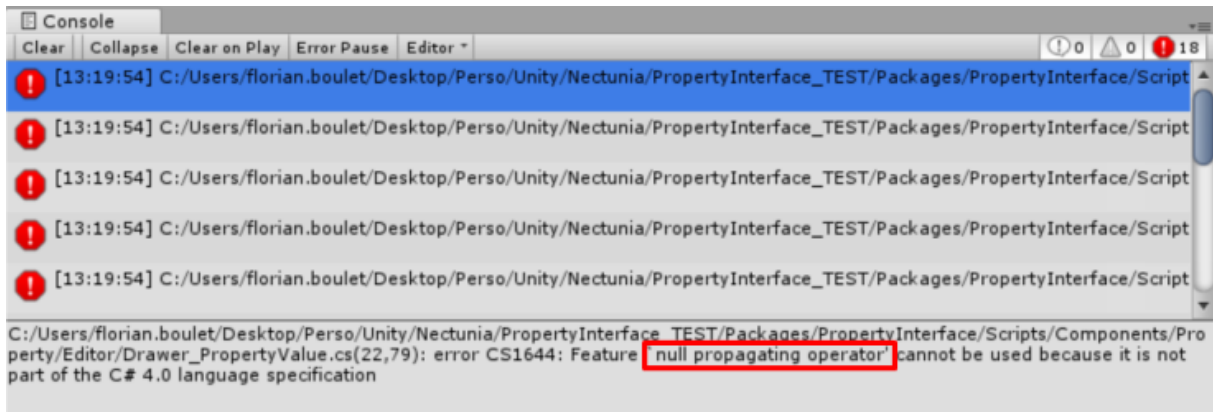 Console
Clear Collapse Clear on Play Error Pause Editor 0 0 18
[13:19:54] C:/Users/florian.boulet/Desktop/Perso/Unity/Nectunia/PropertyInterface_TEST/Packages/PropertyInterface/Script
[13:19:54] C:/Users/florian.boulet/Desktop/Perso/Unity/Nectunia/PropertyInterface_TEST/Packages/PropertyInterface/Script
[13:19:54] C:/Users/florian.boulet/Desktop/Perso/Unity/Nectunia/PropertyInterface_TEST/Packages/PropertyInterface/Script
[13:19:54] C:/Users/florian.boulet/Desktop/Perso/Unity/Nectunia/PropertyInterface_TEST/Packages/PropertyInterface/Script
[13:19:54] C:/Users/florian.boulet/Desktop/Perso/Unity/Nectunia/PropertyInterface_TEST/Packages/PropertyInterface/Script
C:/Users/florian.boulet/Desktop/Perso/Unity/Nectunia/PropertyInterface_TEST/Packages/PropertyInterface/Scripts/Components/Pro
perty/Editor/Drawer_PropertyValue.cs(22,79): error CS1644: Feature `null propagating operator' cannot be used because it is not
part of the C# 4.0 language specification